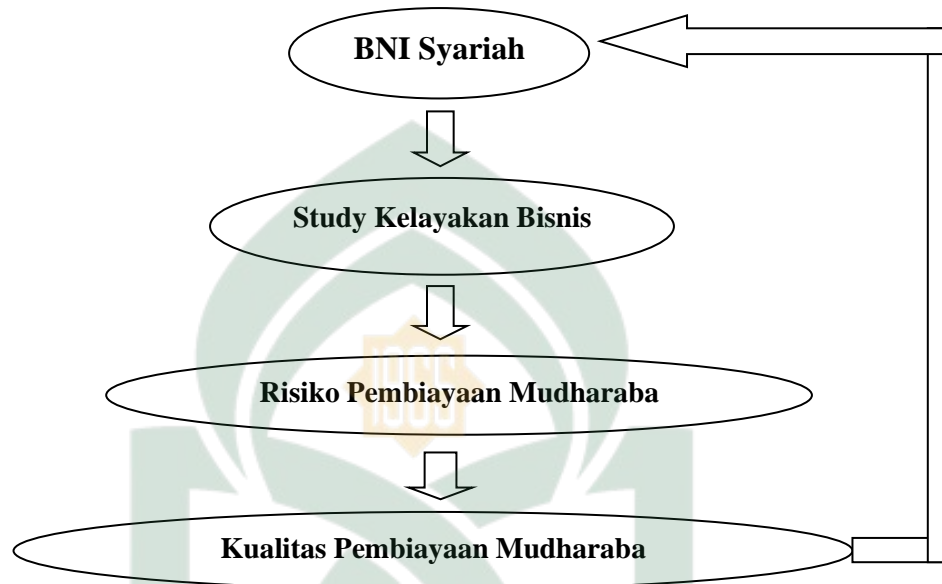 BNI Syariah
Study Kelayakan Bisnis
Risiko Pembiayaan Mudharaba
Kualitas Pembiayaan Mudharaba